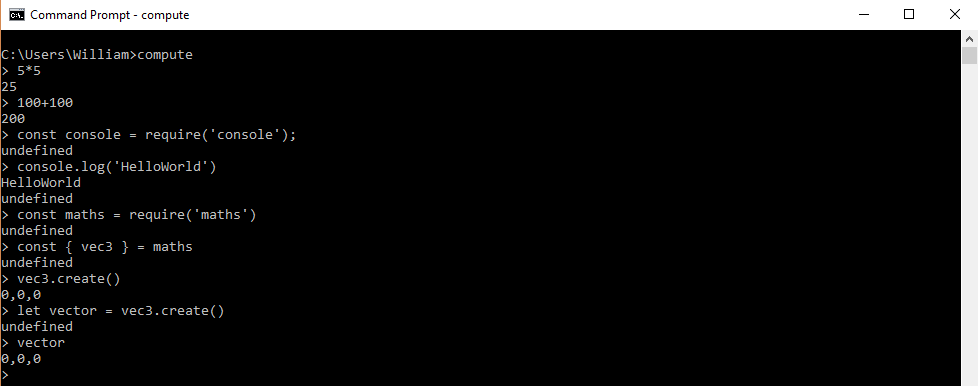 Command Prompt - compute
C:\Users\William>compute
> 5*5
25
> 100+100
200
> const console = require('console');
undefined
> console.log('HelloWorld')
HelloWorld
undefined
> const maths = require('maths')
undefined
> const { vec3 } = maths
undefined
> vec3.create()
0,0,0
> let vector = vec3.create()
undefined
> vector
0,0,0
>